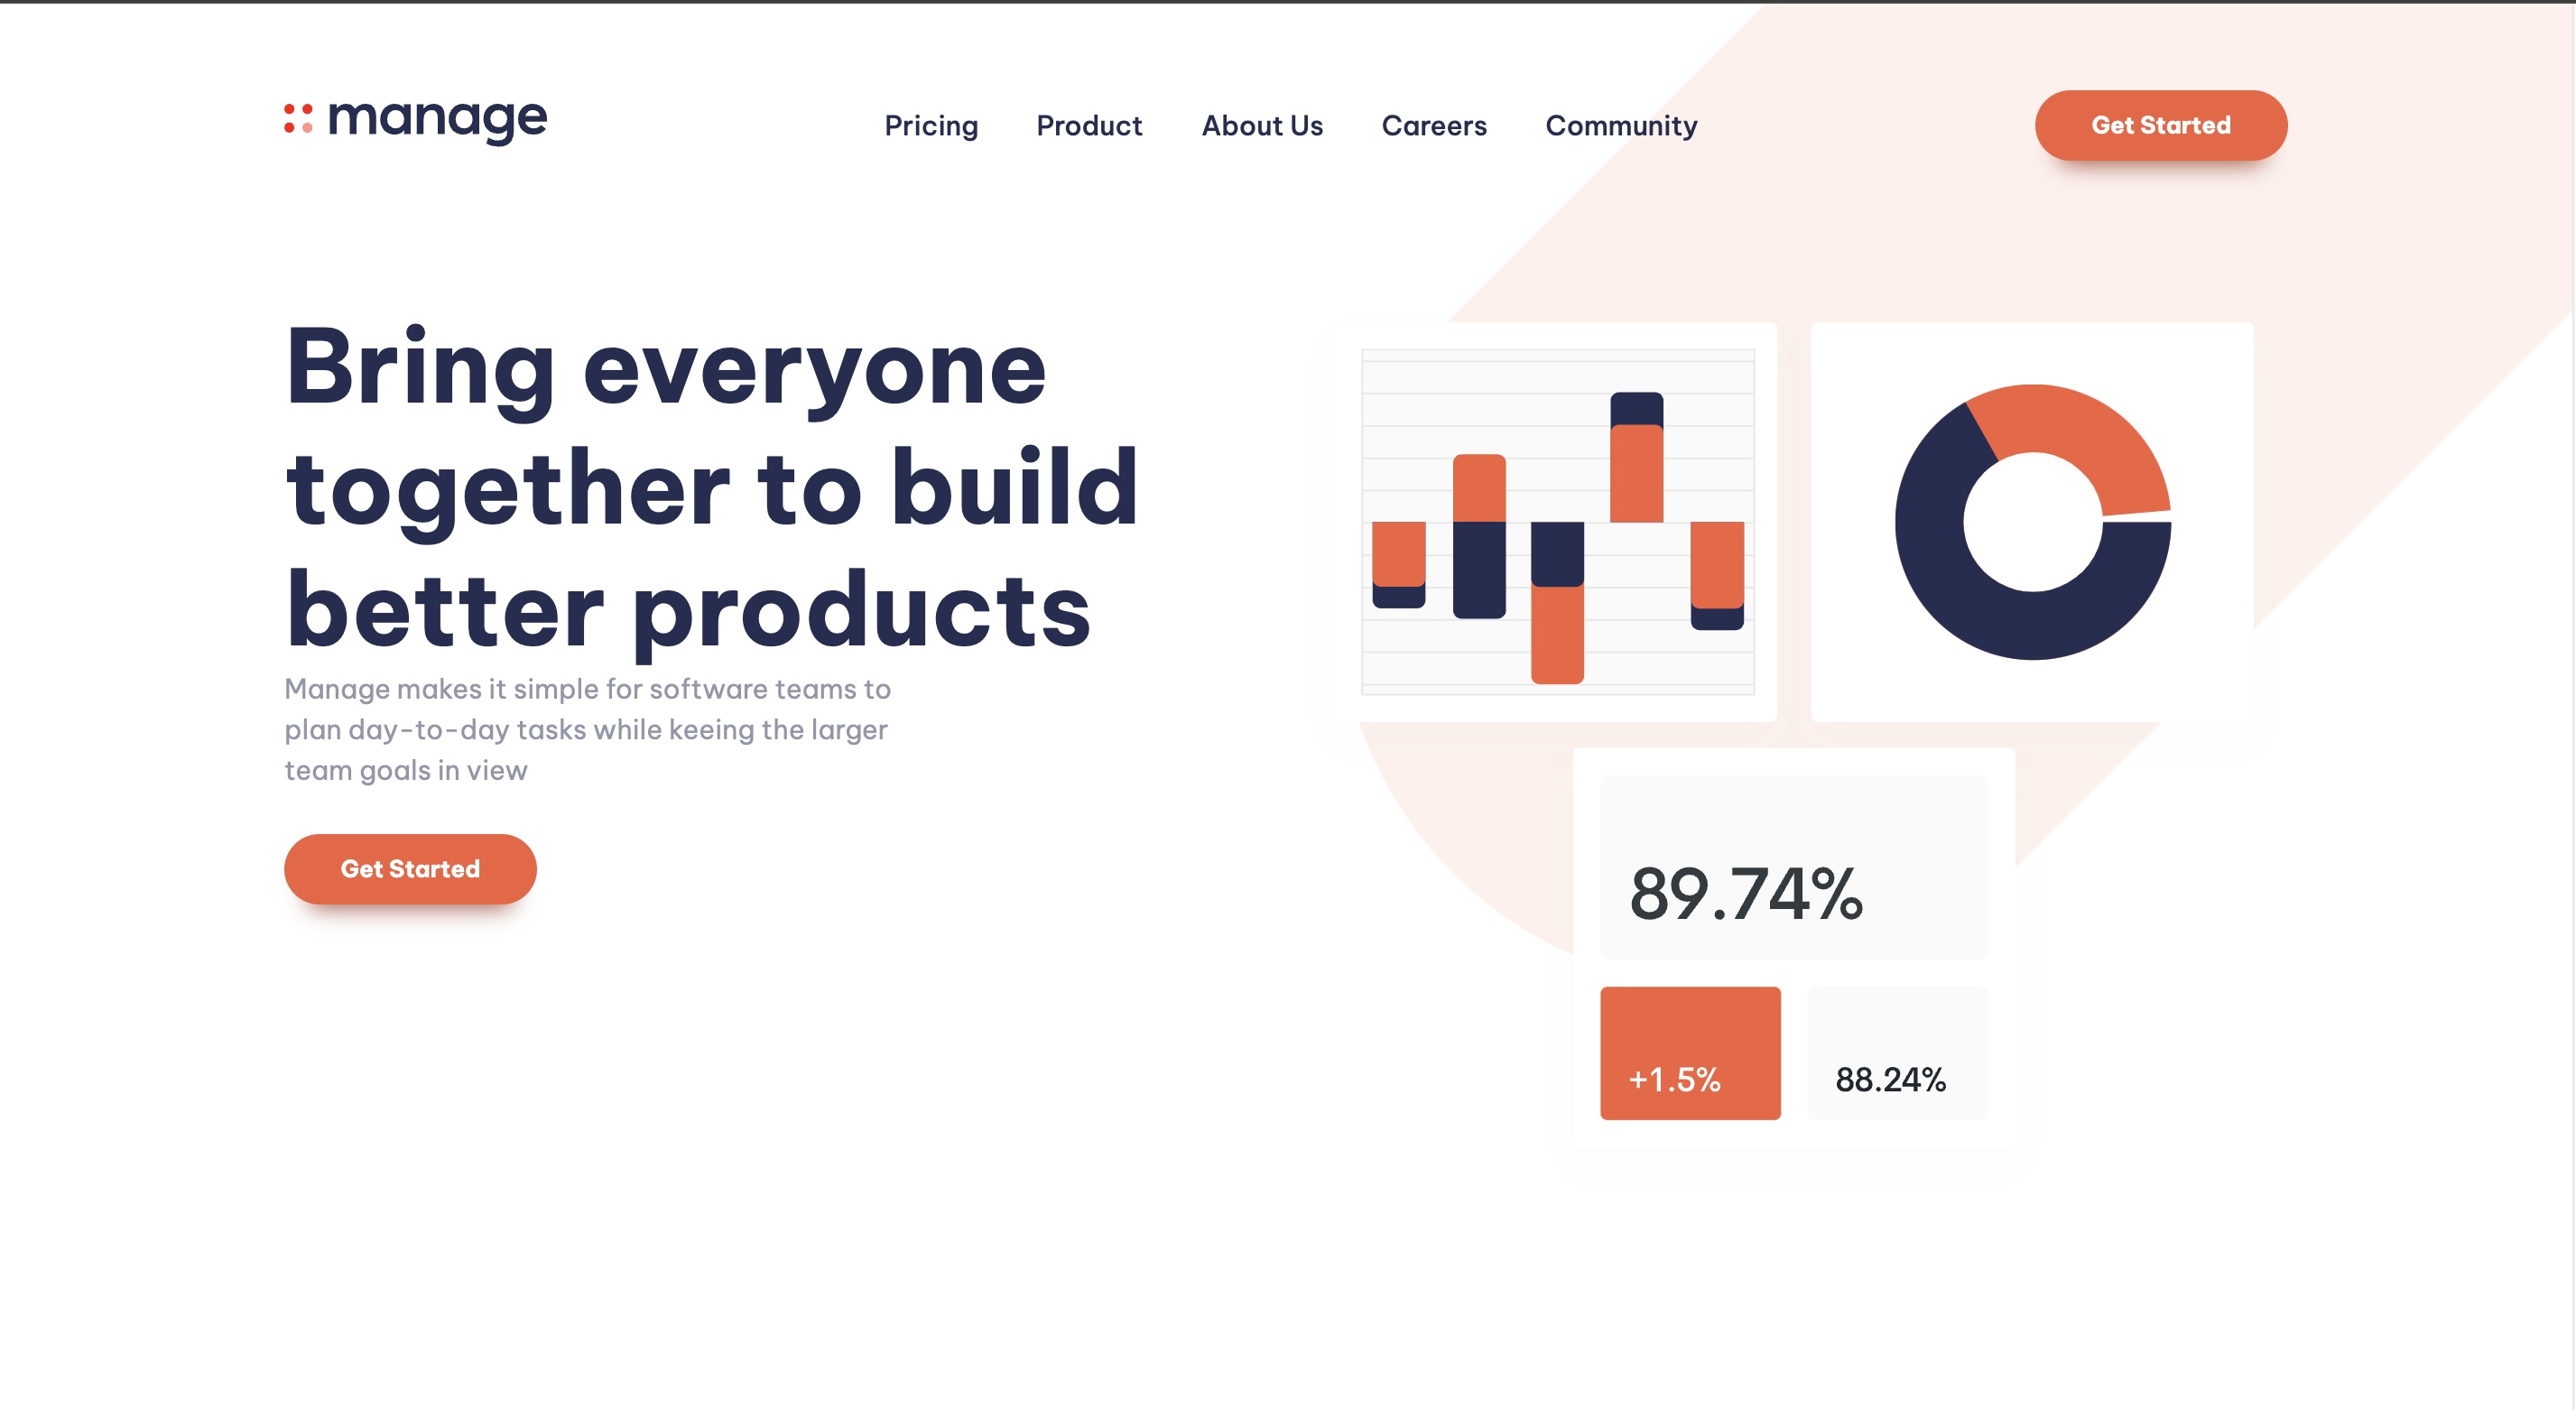 manage
Pricing Product About Us Careers Community
Get Started
Bring everyone
together to build
better products
Manage makes it simple for software teams to
plan day-to-day tasks while keeing the larger
team goals in view
Get Started
89.74%
+1.5% 88.24%